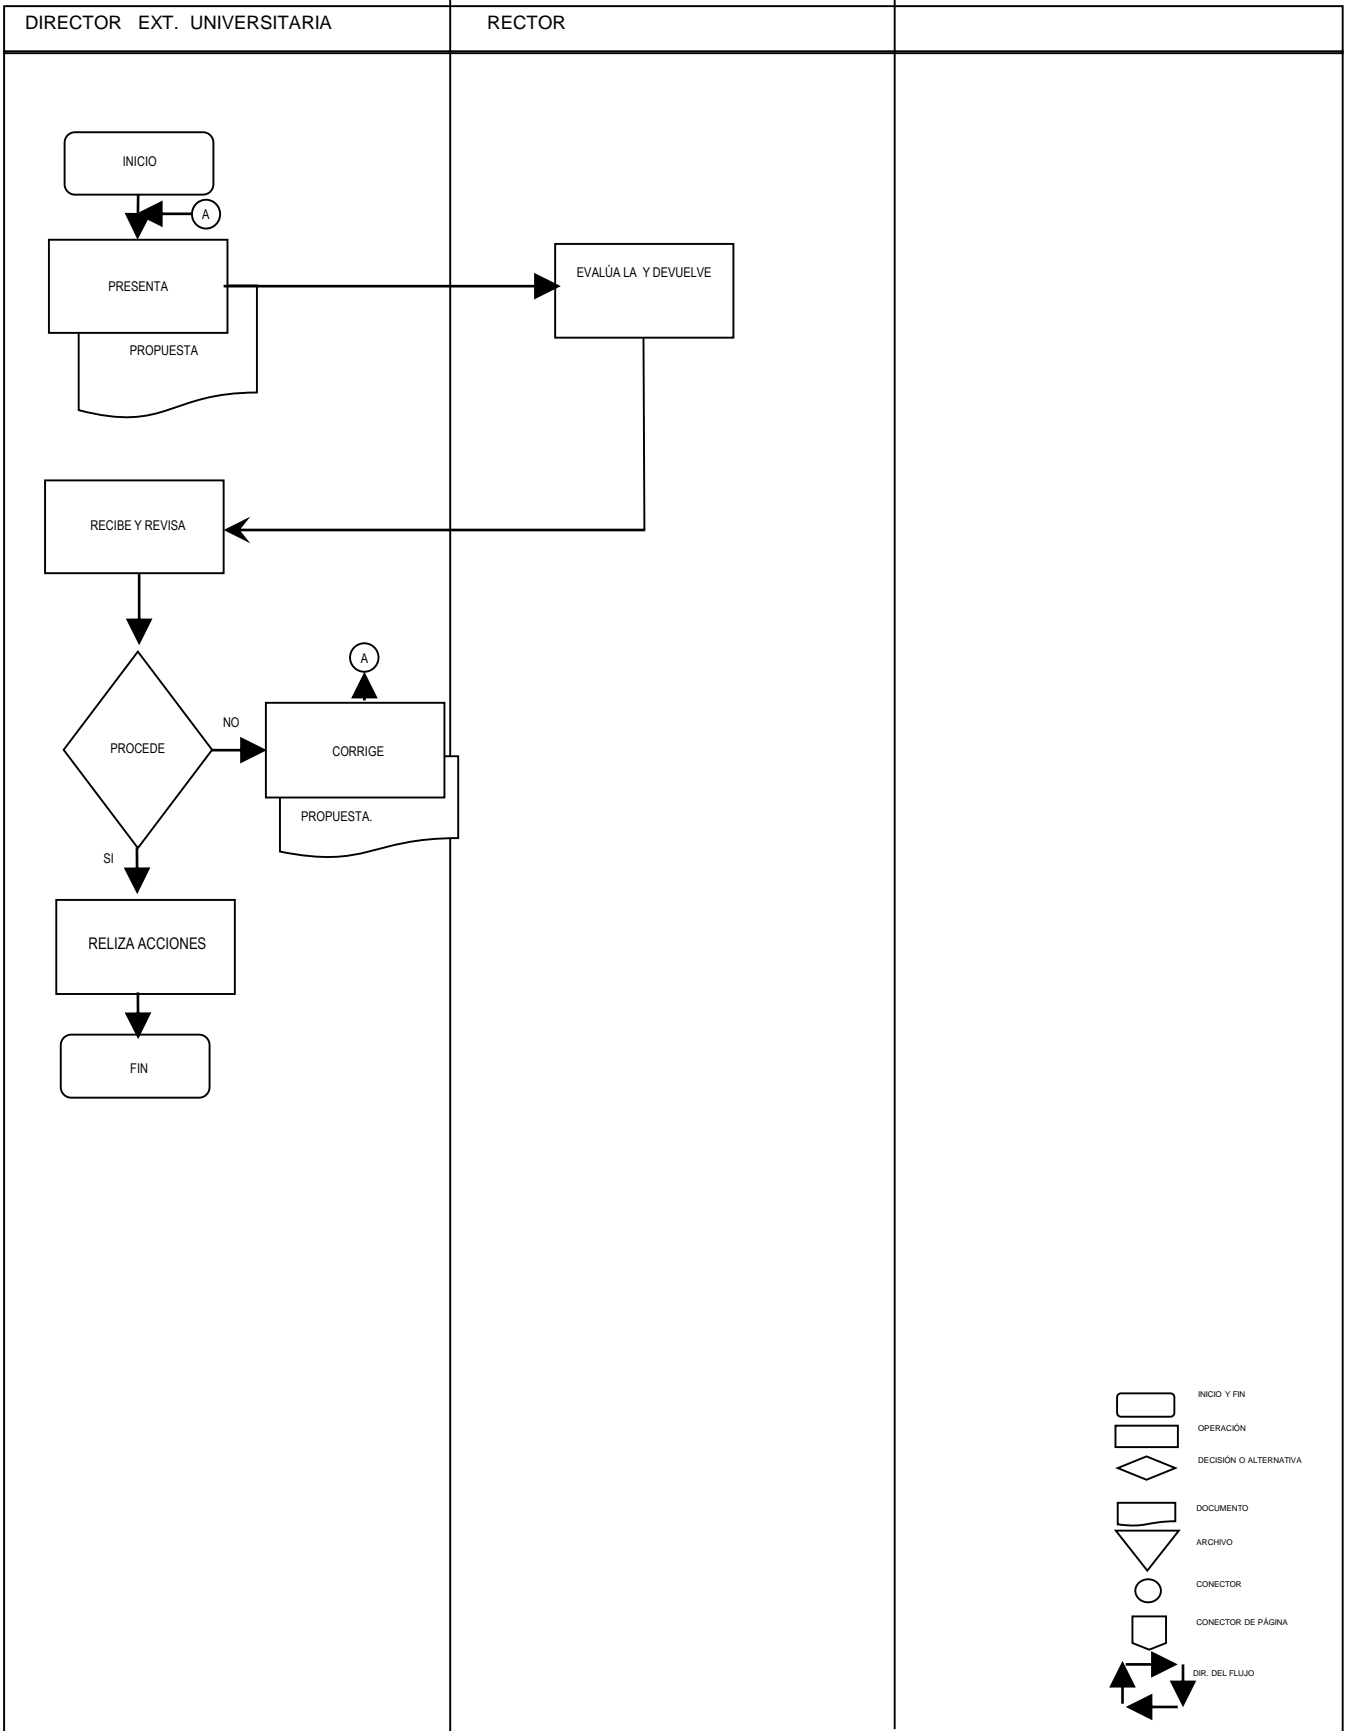 DIRECTOR EXT. UNIVERSITARIA
RECTOR
INICIO
A
PRESENTA
PROPUESTA
EVALÚA LA Y DEVUELVE
RECIBE Y REVISA
PROCEDE
NO
A
CORRIGE
PROPUESTA.
SI
RELIZA ACCIONES
FIN
INICIO Y FIN
OPERACIÓN
DECISIÓN O ALTERNATIVA
DOCUMENTO
ARCHIVO
CONECTOR
CONECTOR DE PÁGINA
DIR. DEL FLUJO